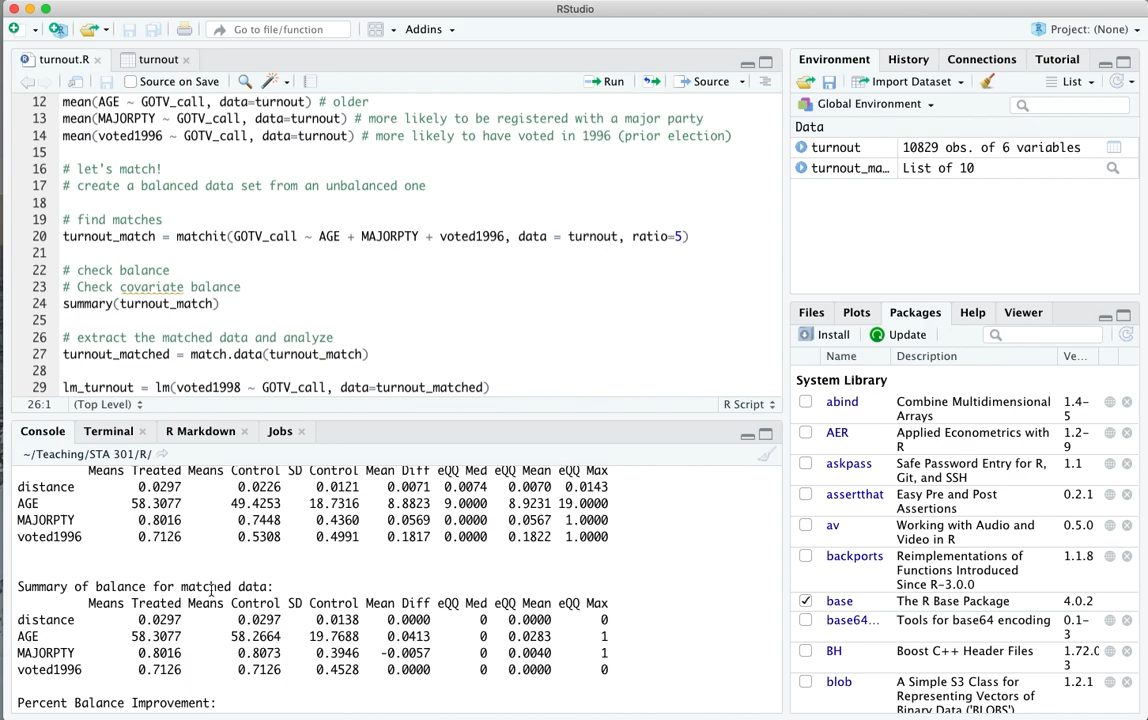 RStudio
Go to file/function
Addins
Project: (None)
turnout.R
turnout
Source on Save
Run
Source
12 mean(AGE ~ GOTV_call, data=turnout) # older
13 mean(MAJORPTY ~ GOTV_call, data=turnout) # more likely to be registered with a major party
14 mean(voted1996 ~ GOTV_call, data=turnout) # more likely to have voted in 1996 (prior election)
15
16 # let's match!
17 # create a balanced data set from an unbalanced one
18
19 # find matches
20 turnout_match = matchit(GOTV_call ~ AGE + MAJORPTY + voted1996, data = turnout, ratio=5)
21
22 # check balance
23 # Check covariate balance
24 summary(turnout_match)
25
26 # extract the matched data and analyze
27 turnout_matched = match.data(turnout_match)
28
29 lm_turnout = lm(voted1998 ~ GOTV_call, data=turnout_matched)
26:1 (Top Level) R Script
Console Terminal R Markdown Jobs
~/Teaching/STA 301/R/
Means Treated Means Control SD Control Mean Diff eQQ Med eQQ Mean eQQ Max
distance 0.0297 0.0226 0.0121 0.0071 0.0074 0.0070 0.0143
AGE 58.3077 49.4253 18.7316 8.8823 9.0000 8.9231 19.0000
MAJORPTY 0.8016 0.7448 0.4360 0.0569 0.0000 0.0567 1.0000
voted1996 0.7126 0.5308 0.4991 0.1817 0.0000 0.1822 1.0000
Summary of balance for matched data:
Means Treated Means Control SD Control Mean Diff eQQ Med eQQ Mean eQQ Max
distance 0.0297 0.0297 0.0138 0.0000 0 0.0000 0
AGE 58.3077 58.2664 19.7688 0.0413 0 0.0283 1
MAJORPTY 0.8016 0.8073 0.3946 -0.0057 0 0.0040 1
voted1996 0.7126 0.7126 0.4528 0.0000 0 0.0000 0
Percent Balance Improvement:
Environment History Connections Tutorial
Import Dataset List
Global Environment
Data
turnout 10829 obs. of 6 variables
turnout_ma… List of 10
Files Plots Packages Help Viewer
Install Update
Name Description Ve…
System Library
abind Combine Multidimensional Arrays 1.4-5
AER Applied Econometrics with R 1.2-9
askpass Safe Password Entry for R, Git, and SSH 1.1
assertthat Easy Pre and Post Assertions 0.2.1
av Working with Audio and Video in R 0.5.0
backports Reimplementations of Functions Introduced Since R-3.0.0 1.1.8
base The R Base Package 4.0.2
base64… Tools for base64 encoding 0.1-3
BH Boost C++ Header Files 1.72.0-3
blob A Simple S3 Class for Representing Vectors of Binary Data ('BLOBS') 1.2.1